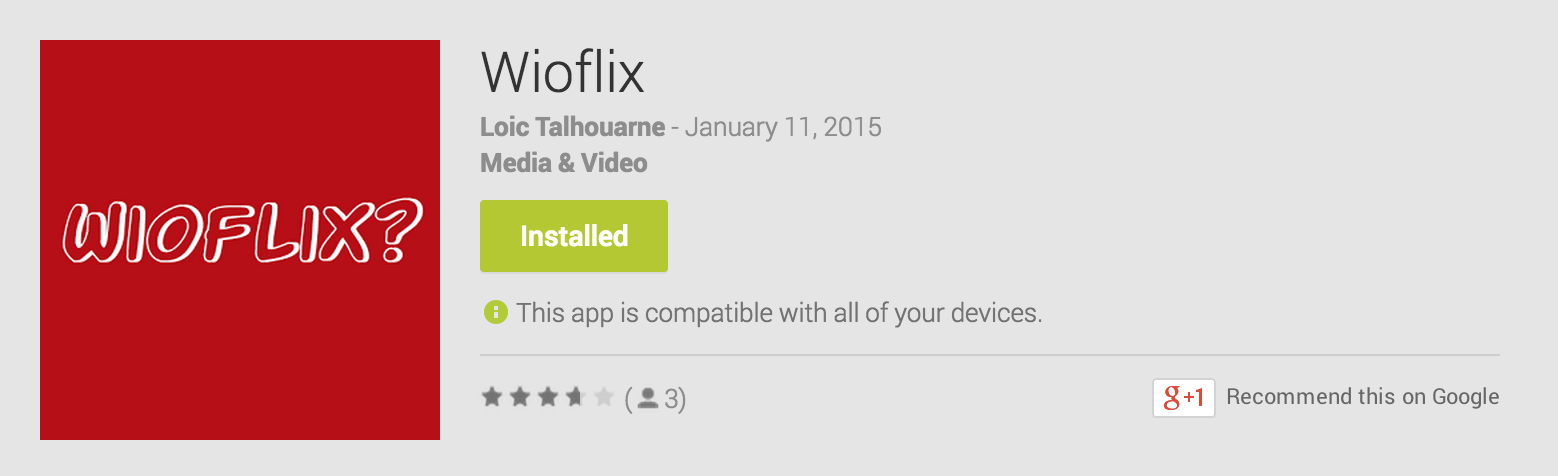 WIOFLIX?
Wioflix
Loic Talhouarne - January 11, 2015
Media & Video
Installed
This app is compatible with all of your devices.
(3)
g+1 Recommend this on Google